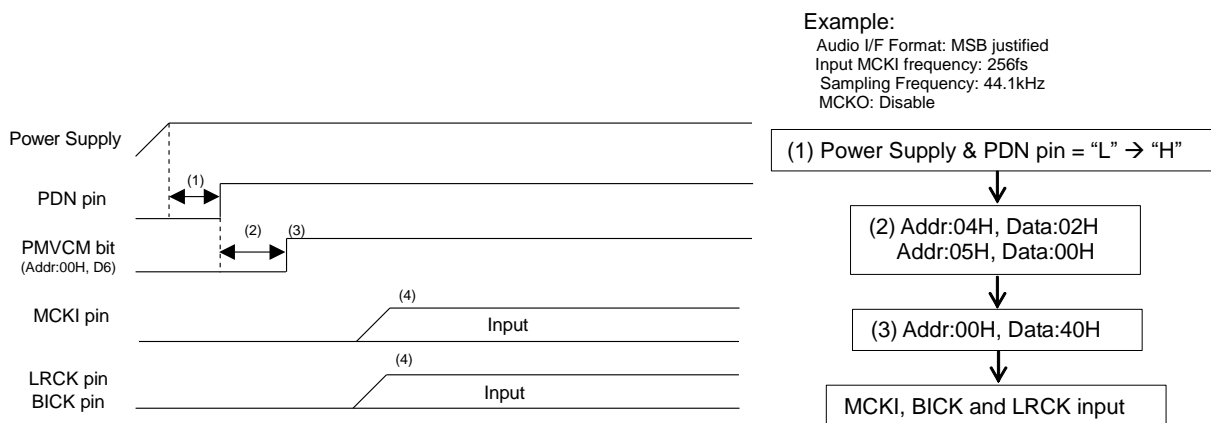 Example:
Audio I/F Format: MSB justified
Input MCKI frequency: 256fs
Sampling Frequency: 44.1kHz
MCKO: Disable
Power Supply
(1)
PDN pin
(2)
(3)
PMVCM bit
(Addr:00H, D6)
(4)
MCKI pin
Input
(4)
LRCK pin
BICK pin
Input
(1) Power Supply & PDN pin = “L” → “H”
(2) Addr:04H, Data:02H
Addr:05H, Data:00H
(3) Addr:00H, Data:40H
MCKI, BICK and LRCK input